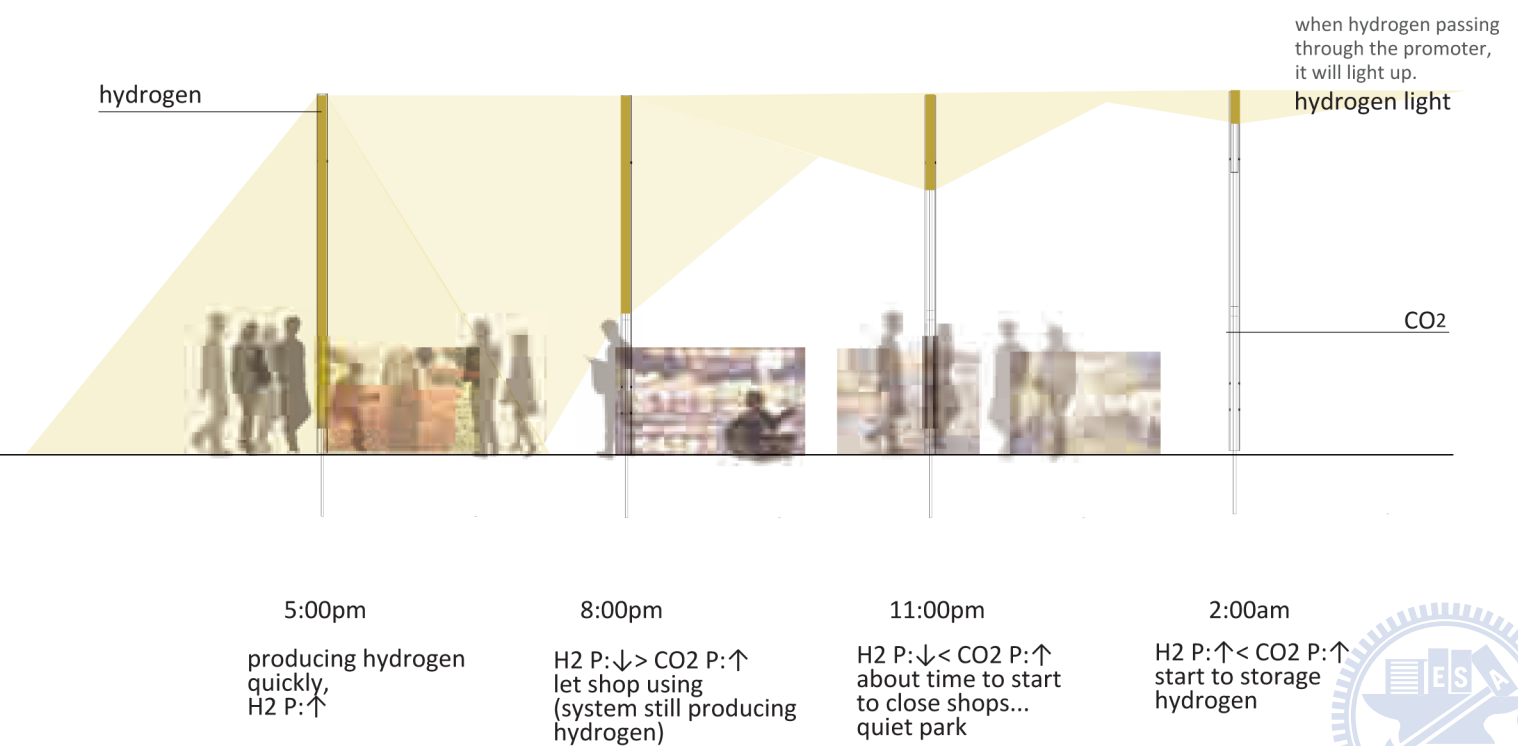 when hydrogen passing
through the promoter,
it will light up.
hydrogen light
hydrogen
CO2
5:00pm
producing hydrogen
quickly,
H2 P:↑
8:00pm
H2 P:↓> CO2 P:↑
let shop using
(system still producing
hydrogen)
11:00pm
H2 P:↓< CO2 P:↑
about time to start
to close shops...
quiet park
2:00am
H2 P:↑< CO2 P:↑
start to storage
hydrogen
ESA